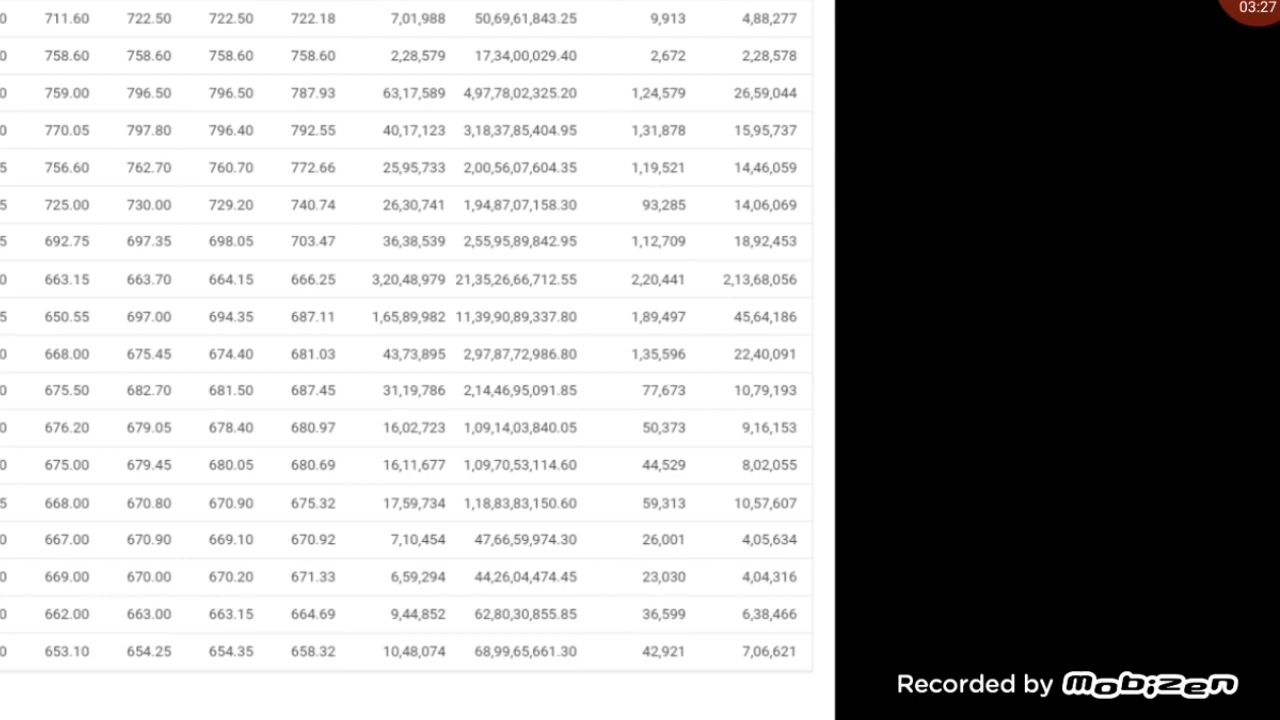 03:27
0 711.60 722.50 722.50 722.18 7,01,988 50,69,61,843.25 9,913 4,88,277
0 758.60 758.60 758.60 758.60 2,28,579 17,34,00,029.40 2,672 2,28,578
0 759.00 796.50 796.50 787.93 63,17,589 4,97,78,02,325.20 1,24,579 26,59,044
0 770.05 797.80 796.40 792.55 40,17,123 3,18,37,85,404.95 1,31,878 15,95,737
5 756.60 762.70 760.70 772.66 25,95,733 2,00,56,07,604.35 1,19,521 14,46,059
5 725.00 730.00 729.20 740.74 26,30,741 1,94,87,07,158.30 93,285 14,06,069
5 692.75 697.35 698.05 703.47 36,38,539 2,55,95,89,842.95 1,12,709 18,92,453
0 663.15 663.70 664.15 666.25 3,20,48,979 21,35,26,66,712.55 2,20,441 2,13,68,056
5 650.55 697.00 694.35 687.11 1,65,89,982 11,39,90,89,337.80 1,89,497 45,64,186
0 668.00 675.45 674.40 681.03 43,73,895 2,97,87,72,986.80 1,35,596 22,40,091
0 675.50 682.70 681.50 687.45 31,19,786 2,14,46,95,091.85 77,673 10,79,193
0 676.20 679.05 678.40 680.97 16,02,723 1,09,14,03,840.05 50,373 9,16,153
0 675.00 679.45 680.05 680.69 16,11,677 1,09,70,53,114.60 44,529 8,02,055
5 668.00 670.80 670.90 675.32 17,59,734 1,18,83,83,150.60 59,313 10,57,607
0 667.00 670.90 669.10 670.92 7,10,454 47,66,59,974.30 26,001 4,05,634
0 669.00 670.00 670.20 671.33 6,59,294 44,26,04,474.45 23,030 4,04,316
0 662.00 663.00 663.15 664.69 9,44,852 62,80,30,855.85 36,599 6,38,466
0 653.10 654.25 654.35 658.32 10,48,074 68,99,65,661.30 42,921 7,06,621
Recorded by Mobizen